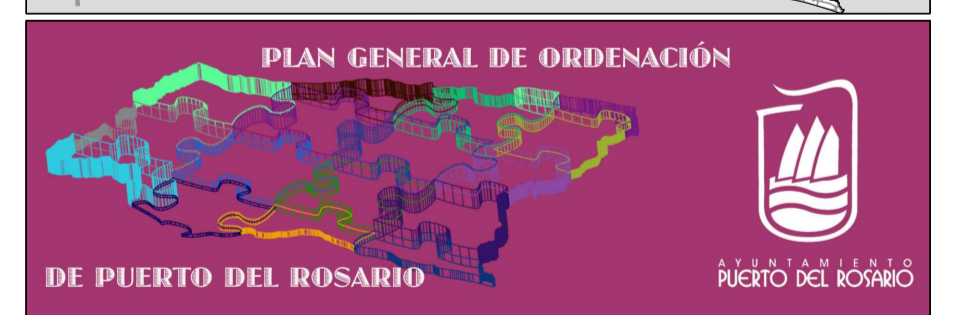 PLAN GENERAL DE ORDENACIÓN
DE PUERTO DEL ROSARIO
AYUNTAMIENTO
PUERTO DEL ROSARIO